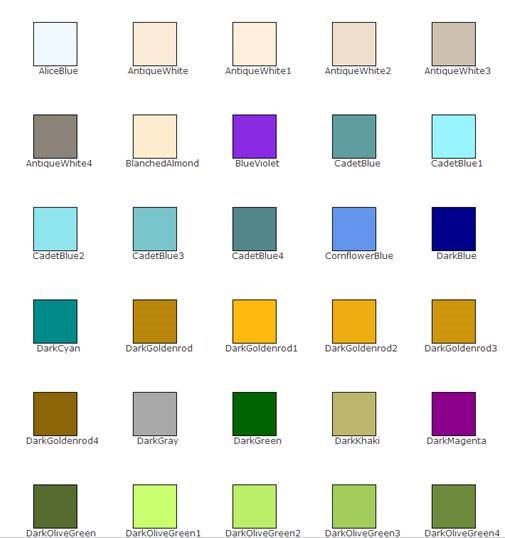 AliceBlue AntiqueWhite AntiqueWhite1 AntiqueWhite2 AntiqueWhite3
AntiqueWhite4 BlanchedAlmond BlueViolet CadetBlue CadetBlue1
CadetBlue2 CadetBlue3 CadetBlue4 CornflowerBlue DarkBlue
DarkCyan DarkGoldenrod DarkGoldenrod1 DarkGoldenrod2 DarkGoldenrod3
DarkGoldenrod4 DarkGray DarkGreen DarkKhaki DarkMagenta
DarkOliveGreen DarkOliveGreen1 DarkOliveGreen2 DarkOliveGreen3 DarkOliveGreen4